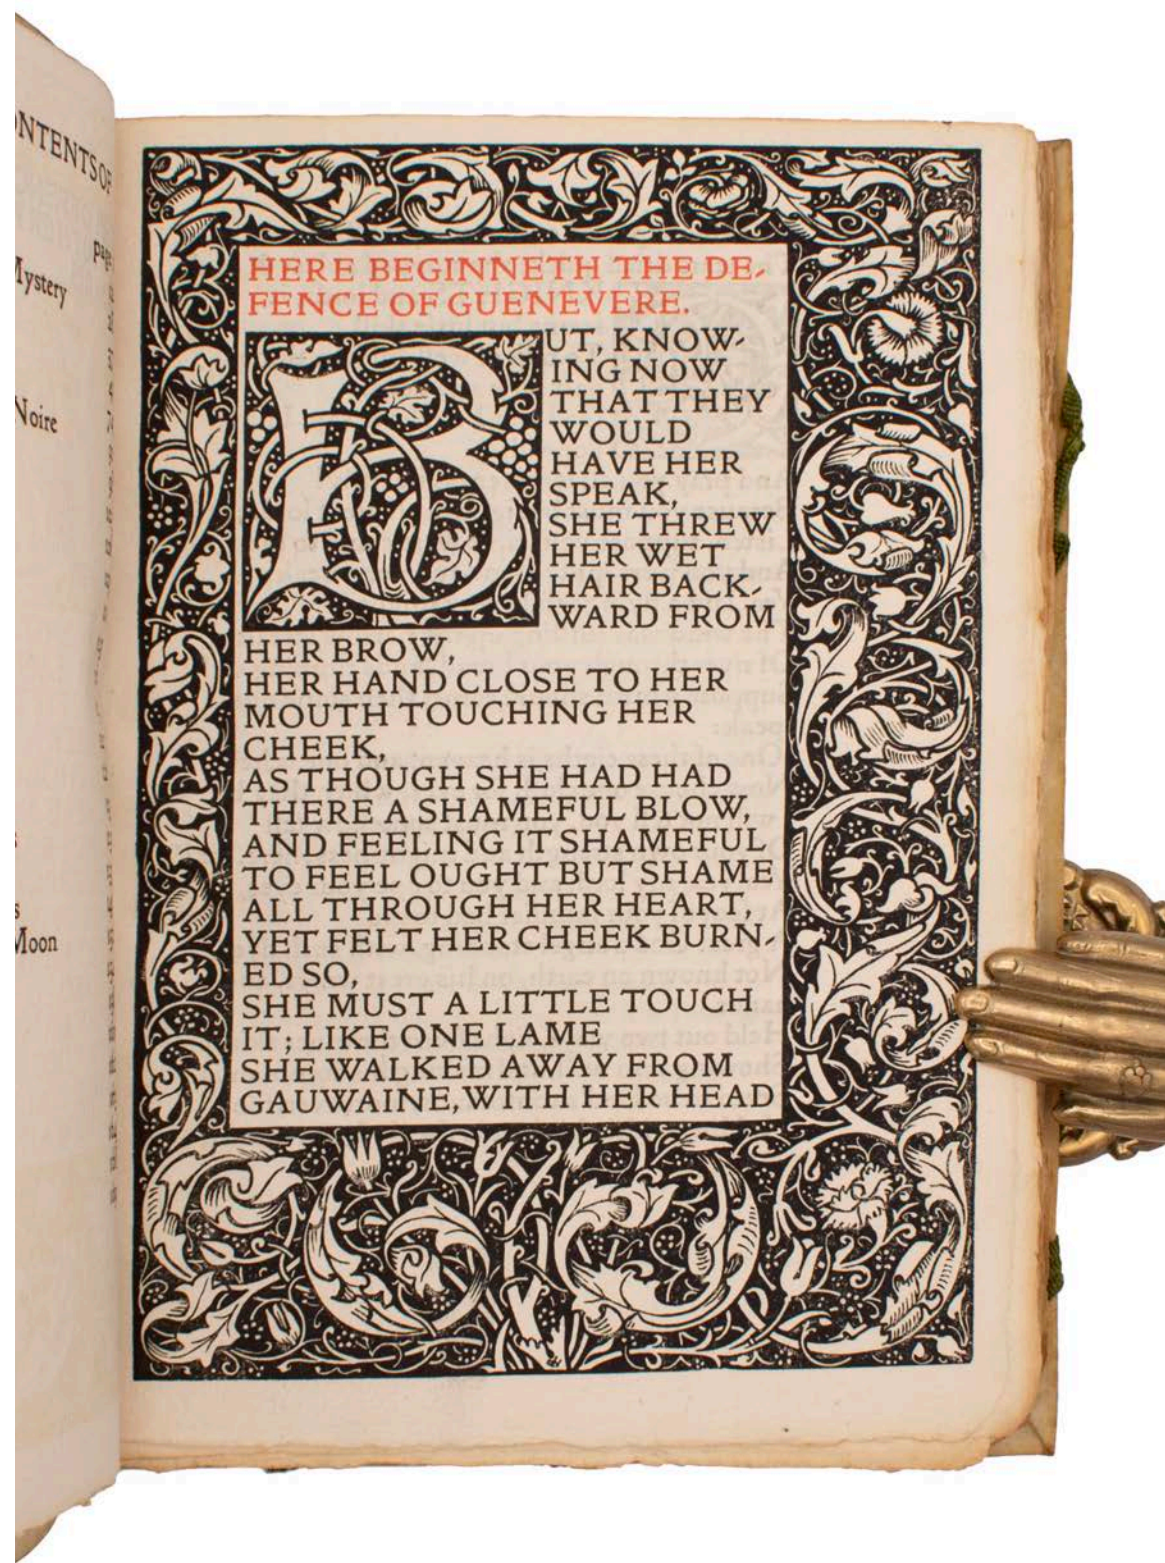 CONTENTS OF
page
Mystery
Noire
Moon
HERE BEGINNETH THE DE-
FENCE OF GUENEVERE.
BUT, KNOW-
ING NOW
THAT THEY
WOULD
HAVE HER
SPEAK,
SHE THREW
HER WET
HAIR BACK-
WARD FROM
HER BROW,
HER HAND CLOSE TO HER
MOUTH TOUCHING HER
CHEEK,
AS THOUGH SHE HAD HAD
THERE A SHAMEFUL BLOW,
AND FEELING IT SHAMEFUL
TO FEEL OUGHT BUT SHAME
ALL THROUGH HER HEART,
YET FELT HER CHEEK BURN-
ED SO,
SHE MUST A LITTLE TOUCH
IT; LIKE ONE LAME
SHE WALKED AWAY FROM
GAUWAINE, WITH HER HEAD